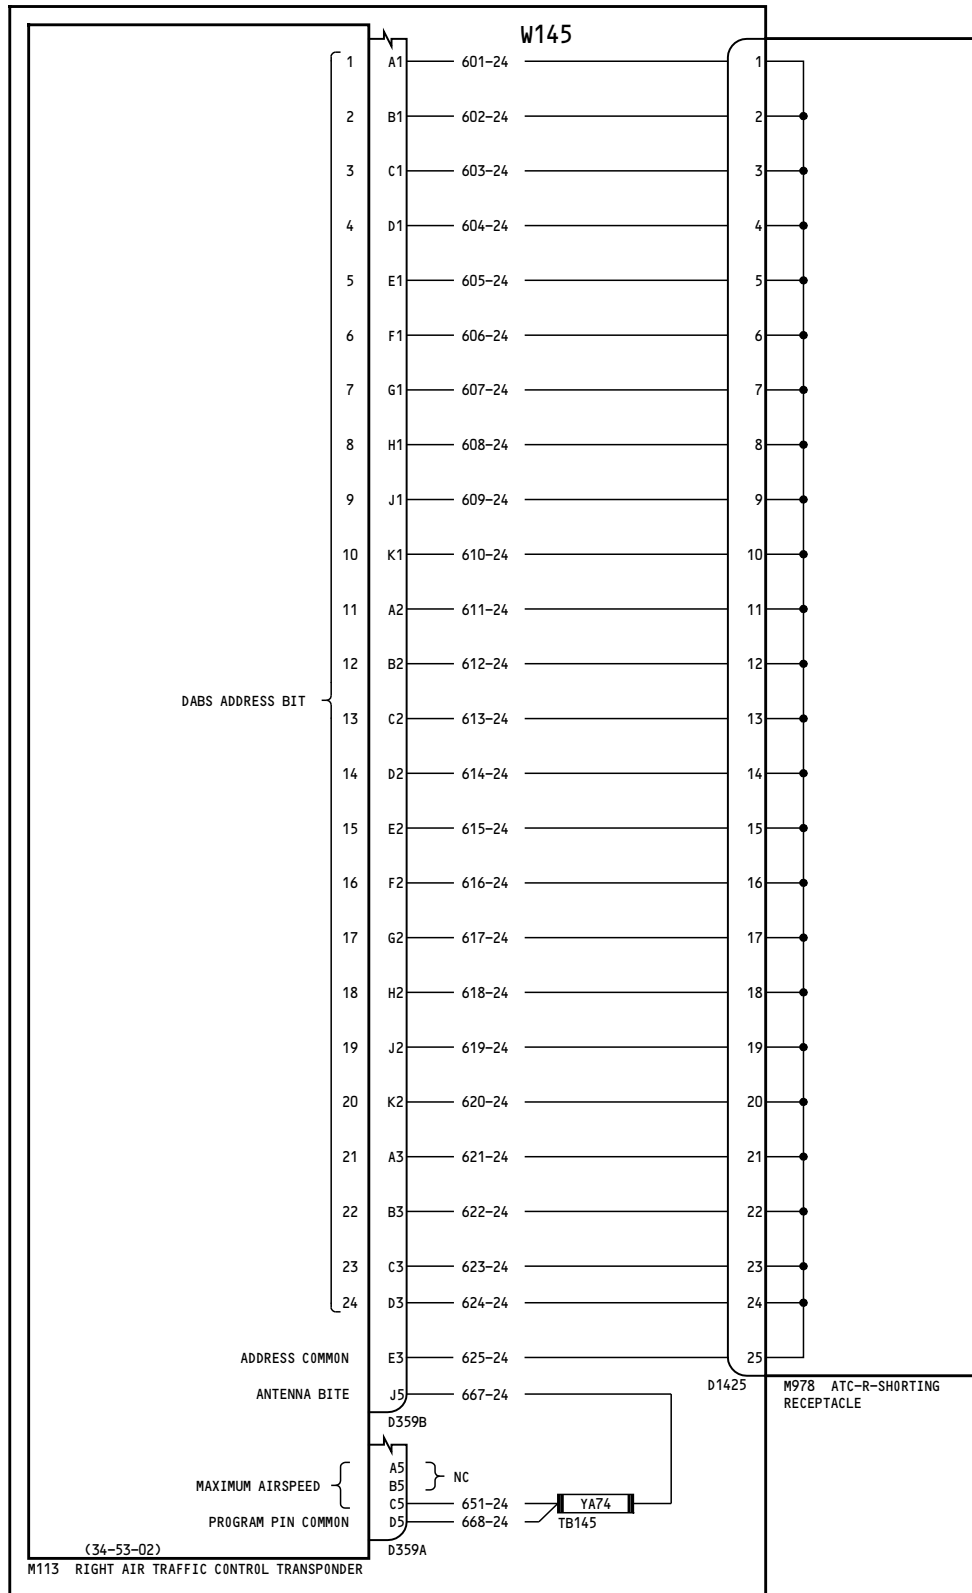 W145
1 A1 601-24 1
2 B1 602-24 2
3 C1 603-24 3
4 D1 604-24 4
5 E1 605-24 5
6 F1 606-24 6
7 G1 607-24 7
8 H1 608-24 8
9 J1 609-24 9
10 K1 610-24 10
11 A2 611-24 11
12 B2 612-24 12
DABS ADDRESS BIT
13 C2 613-24 13
14 D2 614-24 14
15 E2 615-24 15
16 F2 616-24 16
17 G2 617-24 17
18 H2 618-24 18
19 J2 619-24 19
20 K2 620-24 20
21 A3 621-24 21
22 B3 622-24 22
23 C3 623-24 23
24 D3 624-24 24
ADDRESS COMMON E3 625-24 25
D1425 M978 ATC-R-SHORTING
RECEPTACLE
ANTENNA BITE J5 667-24
D359B
A5
NC
MAXIMUM AIRSPEED B5
C5 651-24 YA74
PROGRAM PIN COMMON D5 668-24 TB145
D359A
(34-53-02)
M113 RIGHT AIR TRAFFIC CONTROL TRANSPONDER